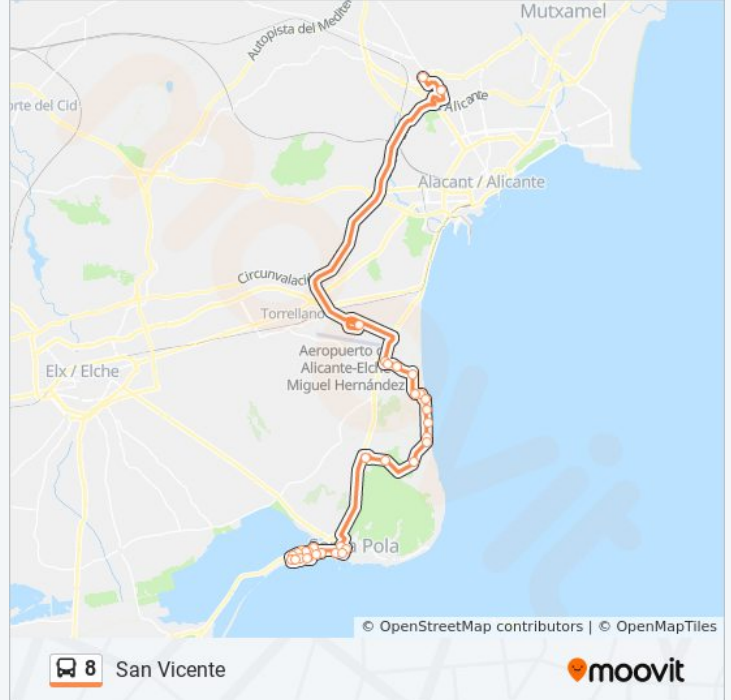 Mutxamel
Autopista del Medite
orte del Cid
Alicante
Alacant / Alicante
Circunvalació
Torrellano
Aeropuerto d
Elx / Elche
Alicante-Elche
Miguel Hernández
Pola
© OpenStreetMap contributors | © OpenMapTiles
8 San Vicente
moovit